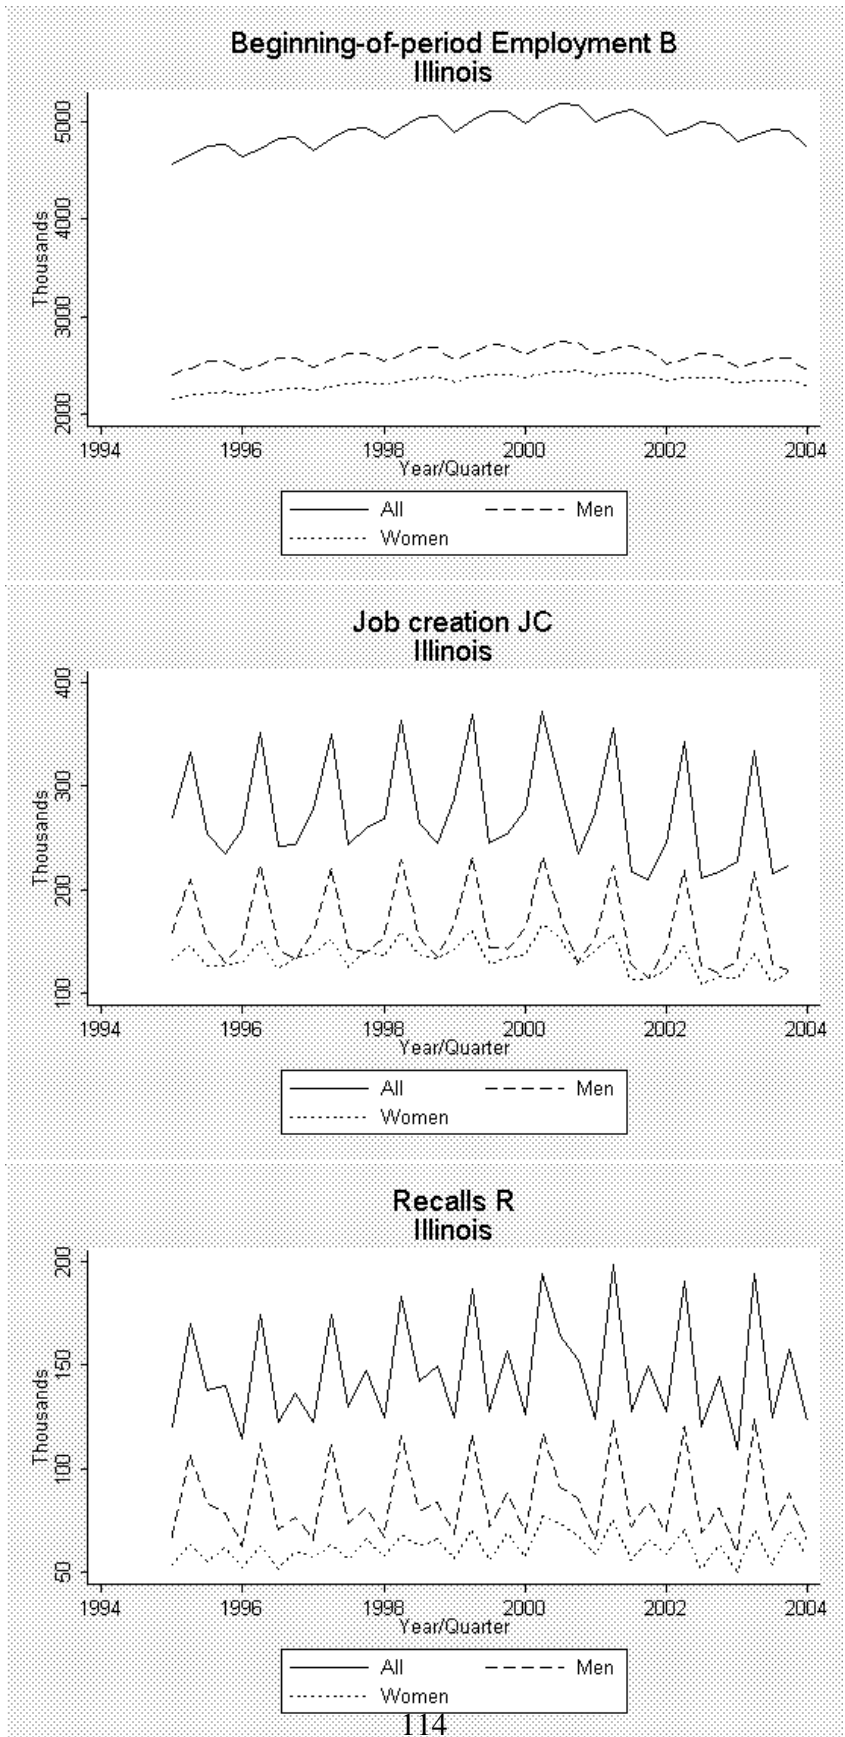 Beginning-of-period Employment B
Illinois
Thousands
5000
4000
3000
2000
1994 1996 1998 2000 2002 2004
Year/Quarter
All Men
Women
Job creation JC
Illinois
Thousands
400
300
200
100
1994 1996 1998 2000 2002 2004
Year/Quarter
All Men
Women
Recalls R
Illinois
Thousands
200
150
100
50
1994 1996 1998 2000 2002 2004
Year/Quarter
All Men
Women
114